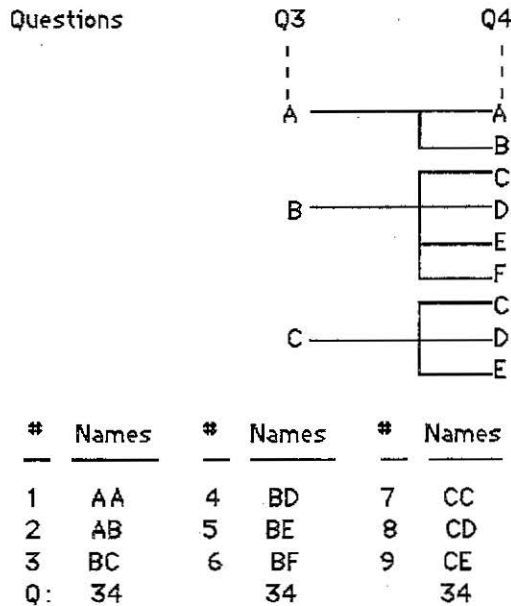 Questions Q3 Q4
A A
B
C
B D
E
F
C
C D
E
# Names # Names # Names
1 AA 4 BD 7 CC
2 AB 5 BE 8 CD
3 BC 6 BF 9 CE
Q: 34 34 34